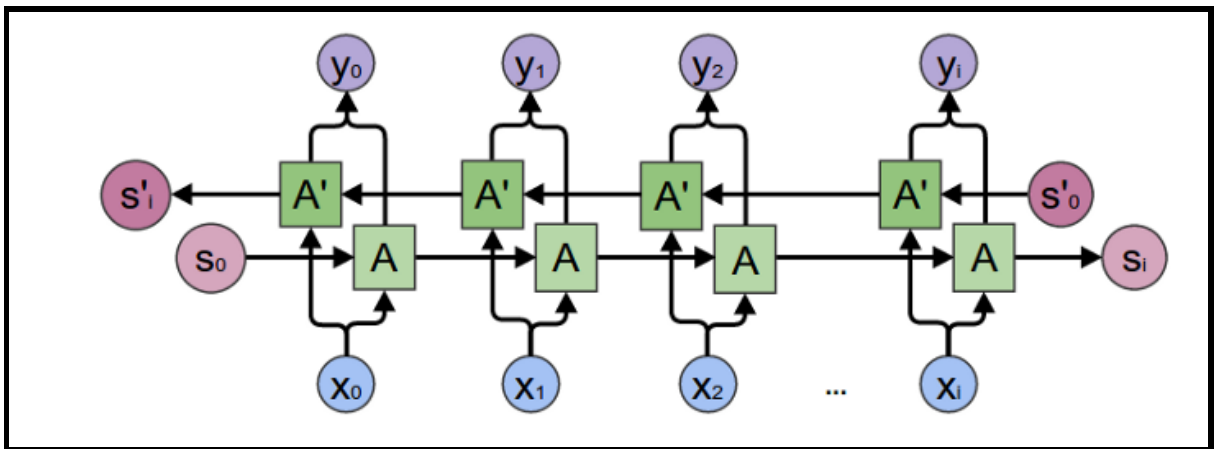 y₀ y₁ y₂ yᵢ
s'ᵢ A' A' A' A' s'₀
s₀ A A A A sᵢ
x₀ x₁ x₂ ... xᵢ